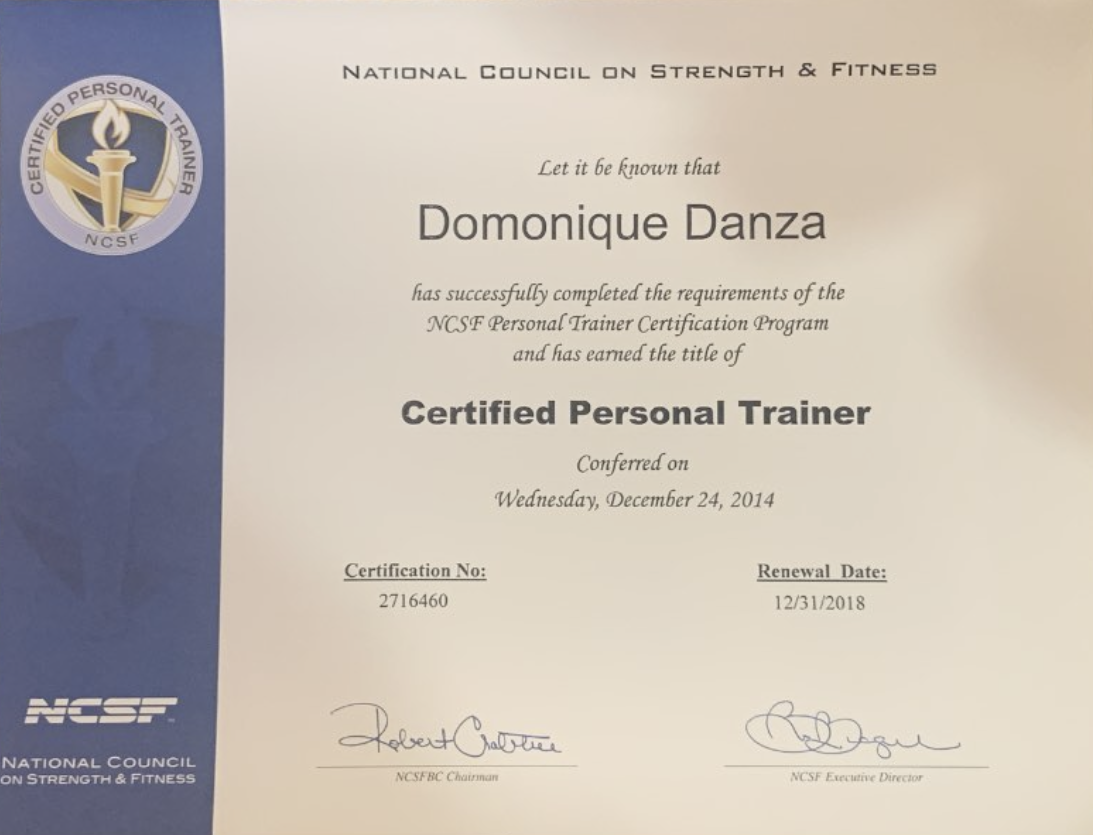 CERTIFIED PERSONAL TRAINER
NCSF
NATIONAL COUNCIL ON STRENGTH & FITNESS
Let it be known that
Domonique Danza
has successfully completed the requirements of the
NCSF Personal Trainer Certification Program
and has earned the title of
Certified Personal Trainer
Conferred on
Wednesday, December 24, 2014
Certification No:
2716460
Renewal Date:
12/31/2018
NCSF
NATIONAL COUNCIL
ON STRENGTH & FITNESS
Robert Crabtree
NCSFBC Chairman
NCSF Executive Director